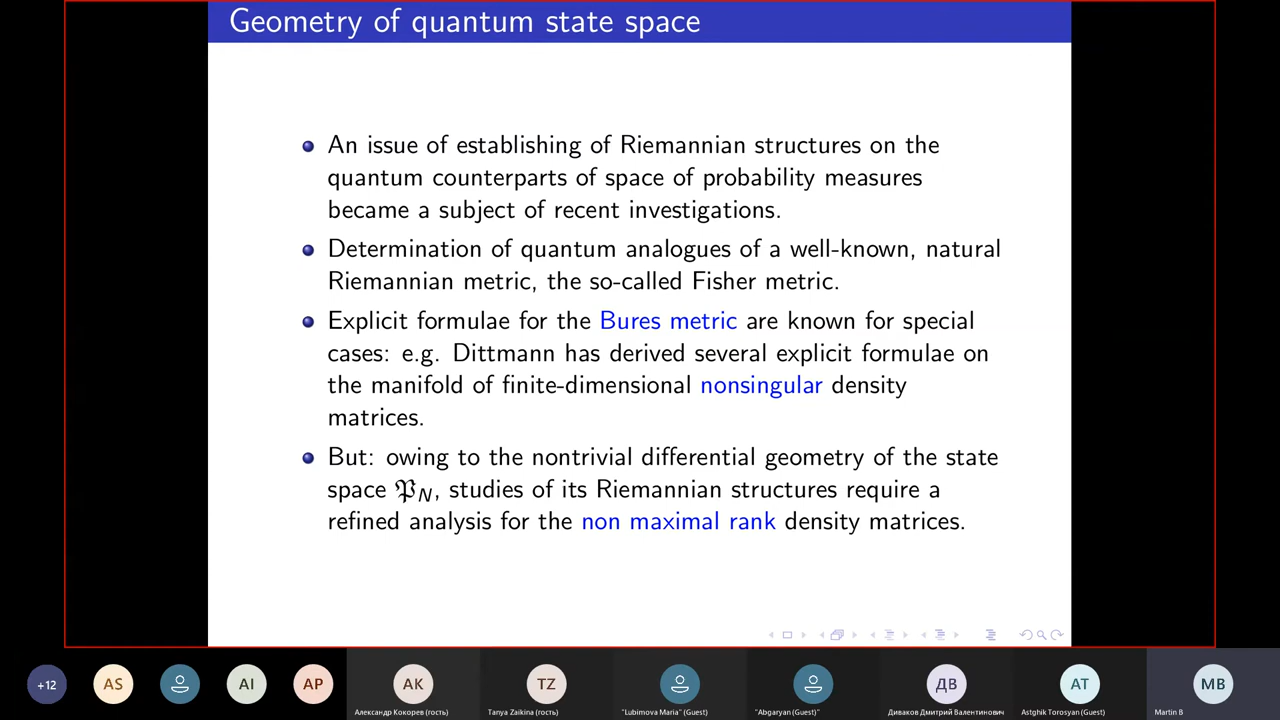 Geometry of quantum state space
An issue of establishing of Riemannian structures on the
quantum counterparts of space of probability measures
became a subject of recent investigations.
Determination of quantum analogues of a well-known, natural
Riemannian metric, the so-called Fisher metric.
Explicit formulae for the Bures metric are known for special
cases: e.g. Dittmann has derived several explicit formulae on
the manifold of finite-dimensional nonsingular density
matrices.
But: owing to the nontrivial differential geometry of the state
space 𝔓_N, studies of its Riemannian structures require a
refined analysis for the non maximal rank density matrices.
+12 AS AI AP AK TZ ДВ AT MB
Александр Кокорев (гость) Tanya Zaikina (гость) "Lubimova Maria" (Guest) "Abgaryan (Guest)" Диваков Дмитрий Валентинович Astghik Torosyan (Guest) Martin B